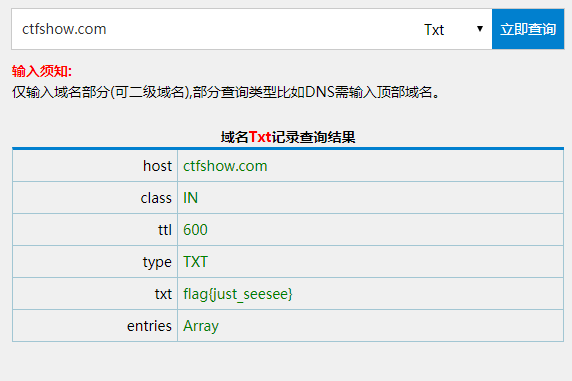 ctfshow.com Txt ▼ 立即查询
输入须知:
仅输入域名部分(可二级域名),部分查询类型比如DNS需输入顶部域名。
域名Txt记录查询结果
host ctfshow.com
class IN
ttl 600
type TXT
txt flag{just_seesee}
entries Array